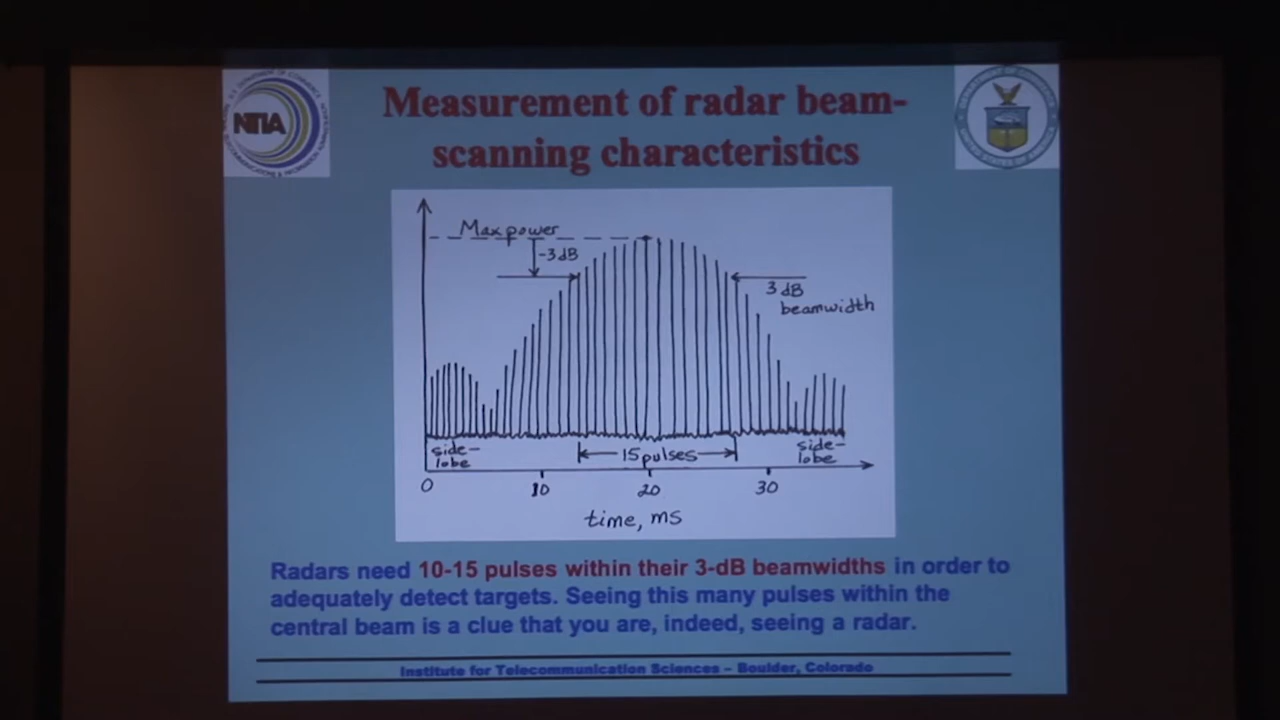 NTIA
Measurement of radar beam-
scanning characteristics
Max power
-3 dB
3 dB
beamwidth
side-
lobe
15 pulses
side-
lobe
0
10
20
30
time, ms
Radars need 10-15 pulses within their 3-dB beamwidths in order to
adequately detect targets. Seeing this many pulses within the
central beam is a clue that you are, indeed, seeing a radar.
Institute for Telecommunication Sciences – Boulder, Colorado